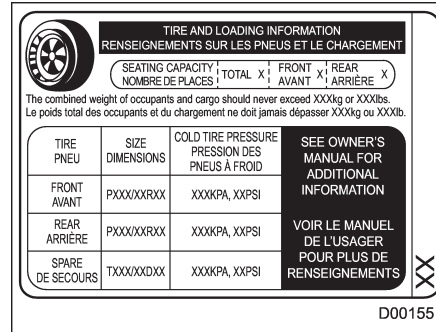 TIRE AND LOADING INFORMATION
RENSEIGNEMENTS SUR LES PNEUS ET LE CHARGEMENT
SEATING CAPACITY
NOMBRE DE PLACES
TOTAL X
FRONT
AVANT
X
REAR
ARRIÈRE
X
The combined weight of occupants and cargo should never exceed XXXkg or XXXlbs.
Le poids total des occupants et du chargement ne doit jamais dépasser XXXkg ou XXXlb.
TIRE
PNEU
SIZE
DIMENSIONS
COLD TIRE PRESSURE
PRESSION DES
PNEUS À FROID
SEE OWNER'S
MANUAL FOR
ADDITIONAL
INFORMATION
FRONT
AVANT
PXXX/XXRXX
XXXKPA, XXPSI
REAR
ARRIÈRE
PXXX/XXRXX
XXXKPA, XXPSI
VOIR LE MANUEL
DE L'USAGER
POUR PLUS DE
RENSEIGNEMENTS
SPARE
DE SECOURS
TXXX/XXDXX
XXXKPA, XXPSI
XX
D00155